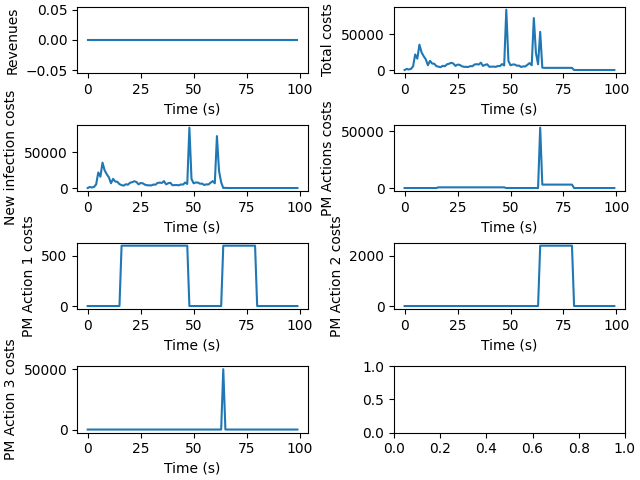 Revenues
0.05
0.00
−0.05
0 25 50 75 100
Time (s)
Total costs
50000
0
0 25 50 75 100
Time (s)
New infection costs
50000
0
0 25 50 75 100
Time (s)
PM Actions costs
50000
0
0 25 50 75 100
Time (s)
PM Action 1 costs
500
0
0 25 50 75 100
Time (s)
PM Action 2 costs
2000
0
0 25 50 75 100
Time (s)
PM Action 3 costs
50000
0
0 25 50 75 100
Time (s)
1.0
0.5
0.0
0.0 0.2 0.4 0.6 0.8 1.0